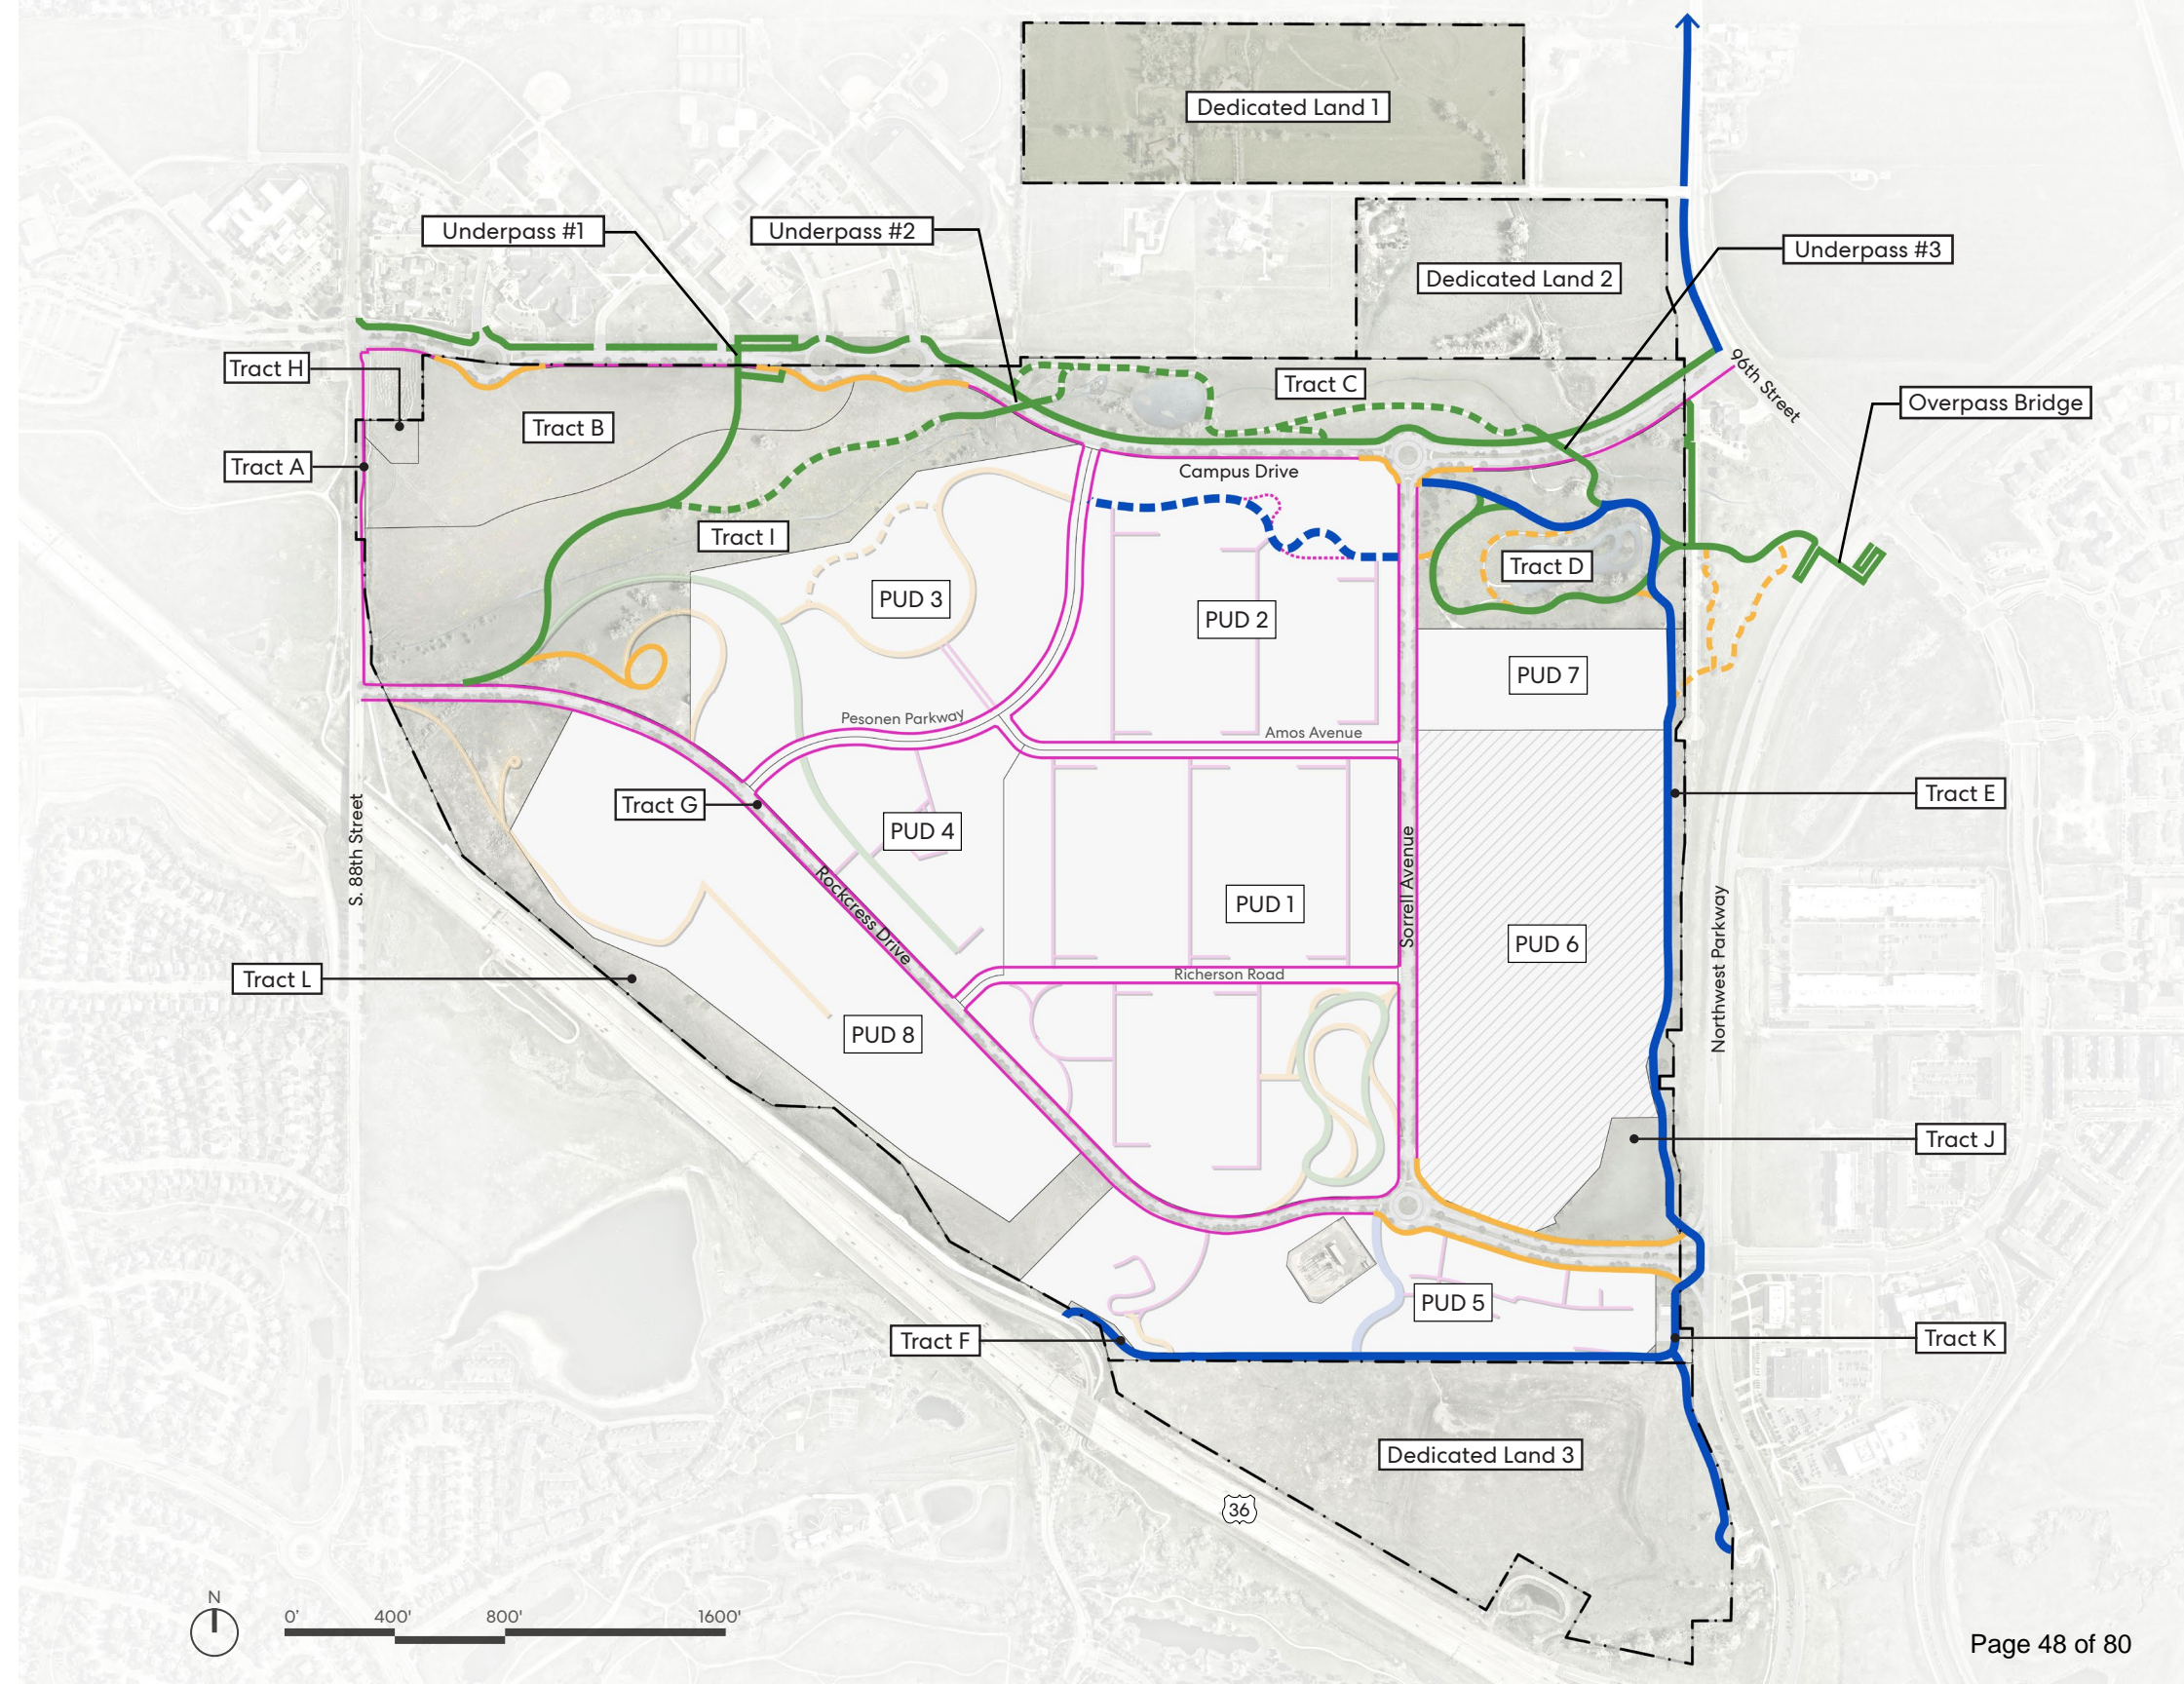 Dedicated Land 1
Underpass #1
Underpass #2
Underpass #3
Dedicated Land 2
Tract H
Tract C
96th Street
Overpass Bridge
Tract B
Tract A
Campus Drive
Tract I
Tract D
PUD 3
PUD 2
PUD 7
Pesonen Parkway
Amos Avenue
Tract G
Tract E
PUD 4
S. 88th Street
Rockcress Drive
PUD 1
Sorrell Avenue
PUD 6
Northwest Parkway
Tract L
Richerson Road
PUD 8
Tract J
PUD 5
Tract F
Tract K
Dedicated Land 3
36
N
0' 400' 800' 1600'
Page 48 of 80